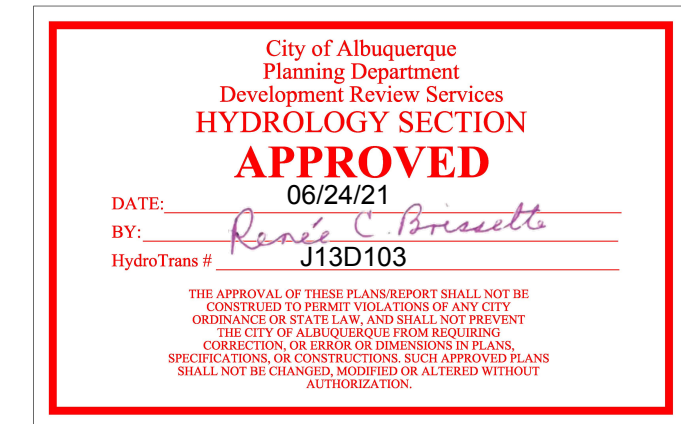 City of Albuquerque
Planning Department
Development Review Services
HYDROLOGY SECTION
APPROVED
DATE: 06/24/21
BY: Renée C. Brissette
HydroTrans # J13D103
THE APPROVAL OF THESE PLANS/REPORT SHALL NOT BE
CONSTRUED TO PERMIT VIOLATIONS OF ANY CITY
ORDINANCE OR STATE LAW, AND SHALL NOT PREVENT
THE CITY OF ALBUQUERQUE FROM REQUIRING
CORRECTION, OR ERROR OR DIMENSIONS IN PLANS,
SPECIFICATIONS, OR CONSTRUCTIONS. SUCH APPROVED PLANS
SHALL NOT BE CHANGED, MODIFIED OR ALTERED WITHOUT
AUTHORIZATION.